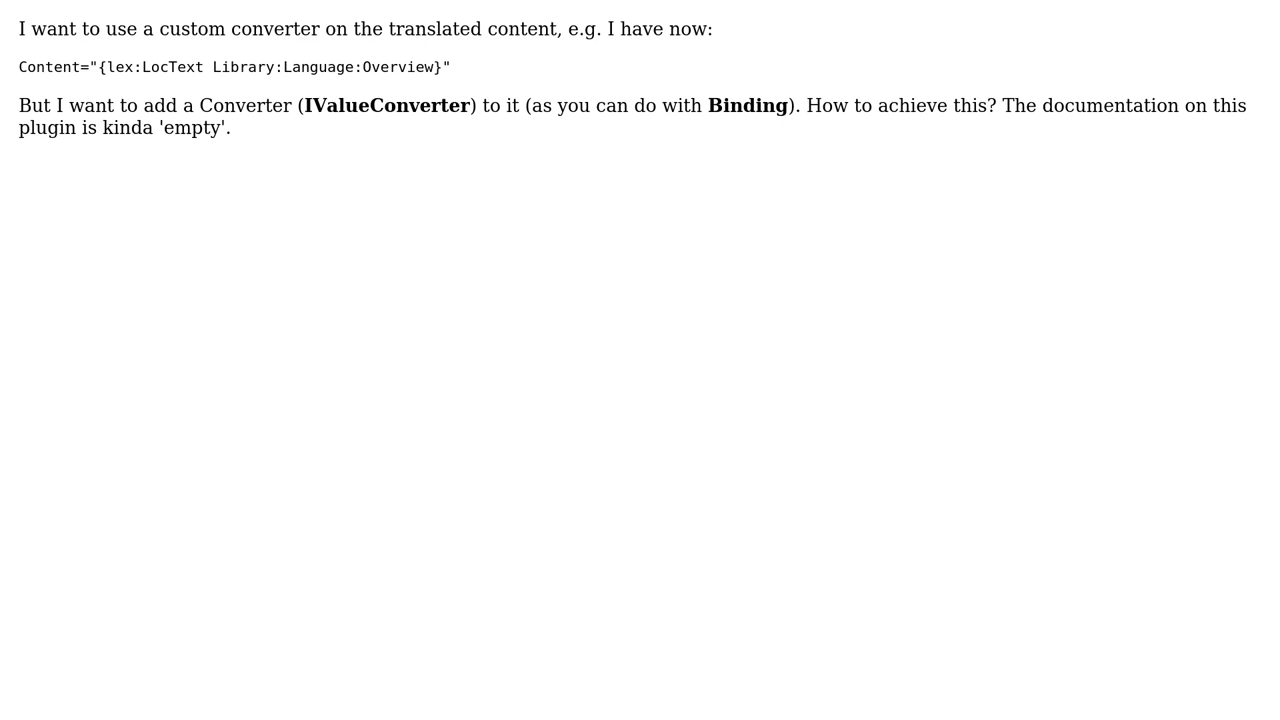 I want to use a custom converter on the translated content, e.g. I have now:
Content="{lex:LocText Library:Language:Overview}"
But I want to add a Converter (IValueConverter) to it (as you can do with Binding). How to achieve this? The documentation on this
plugin is kinda 'empty'.